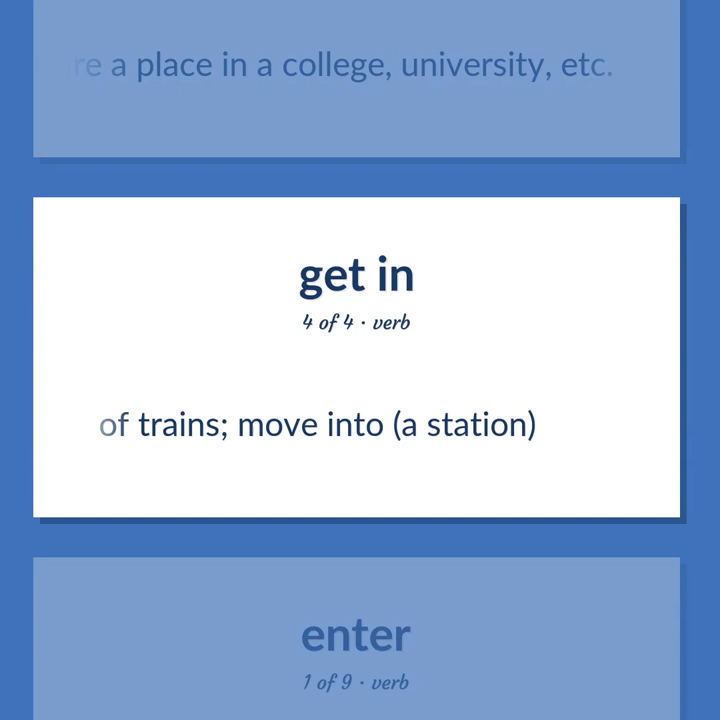 a place in a college, university, etc.
get in
4 of 4 · verb
of trains; move into (a station)
enter
1 of 9 · verb